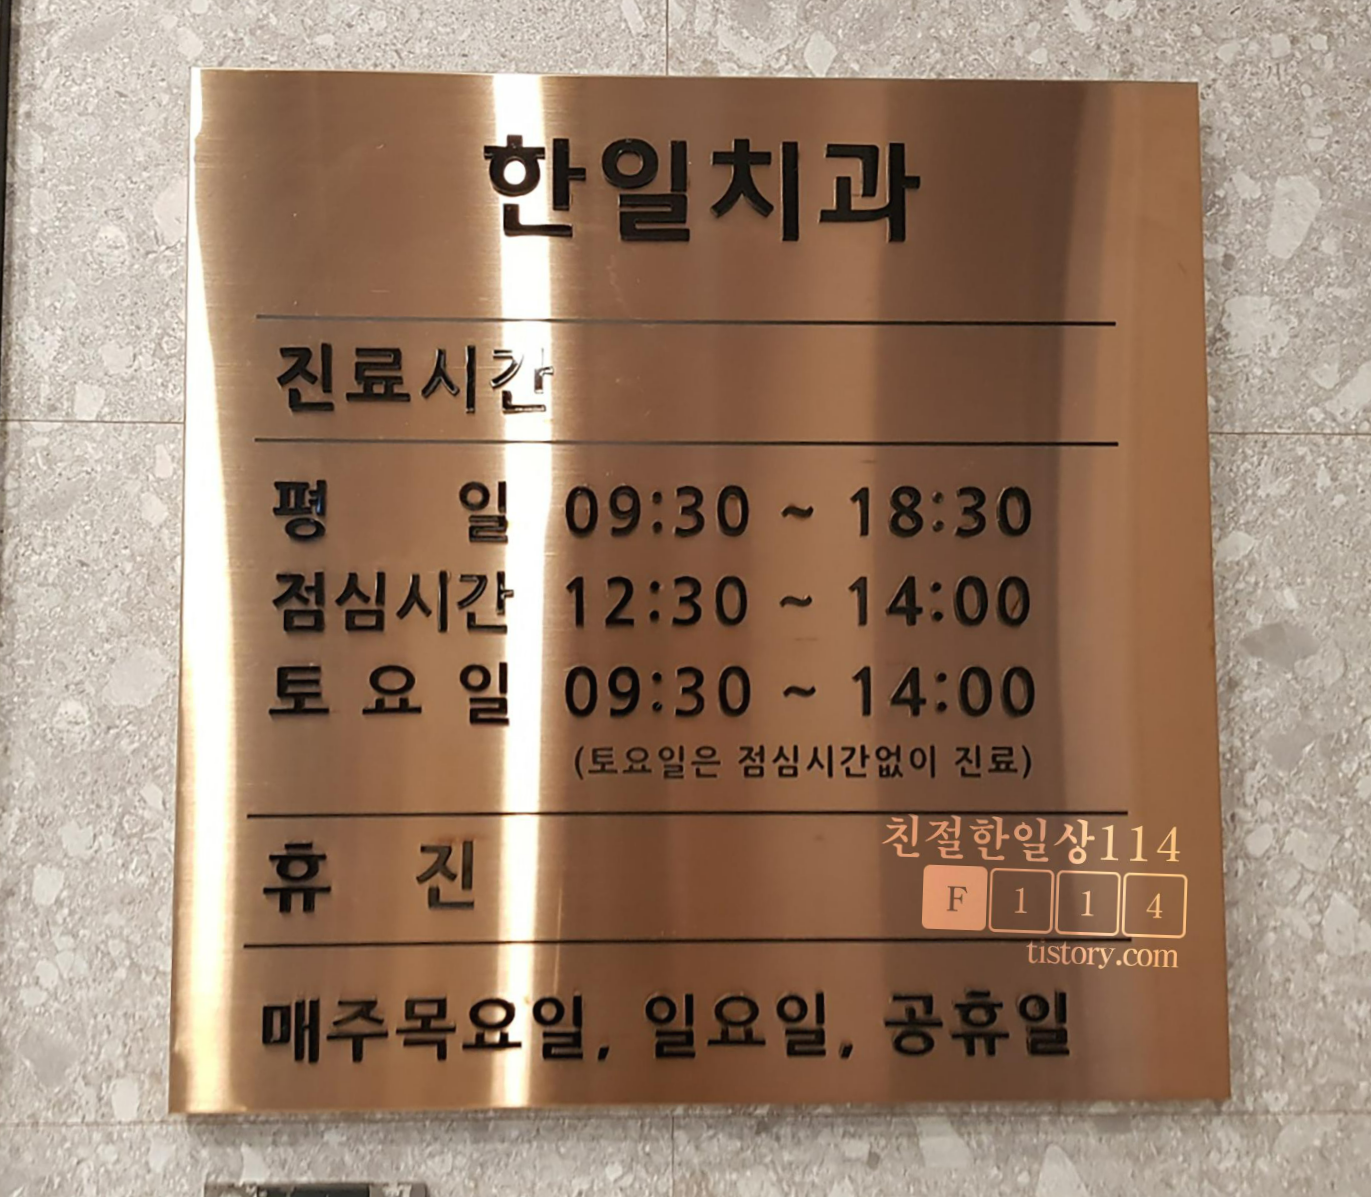 한일치과
진료시간
평 일 09:30 ~ 18:30
점심시간 12:30 ~ 14:00
토 요 일 09:30 ~ 14:00
(토요일은 점심시간없이 진료)
휴 진
친절한일상114
F 1 1 4
tistory.com
매주목요일, 일요일, 공휴일